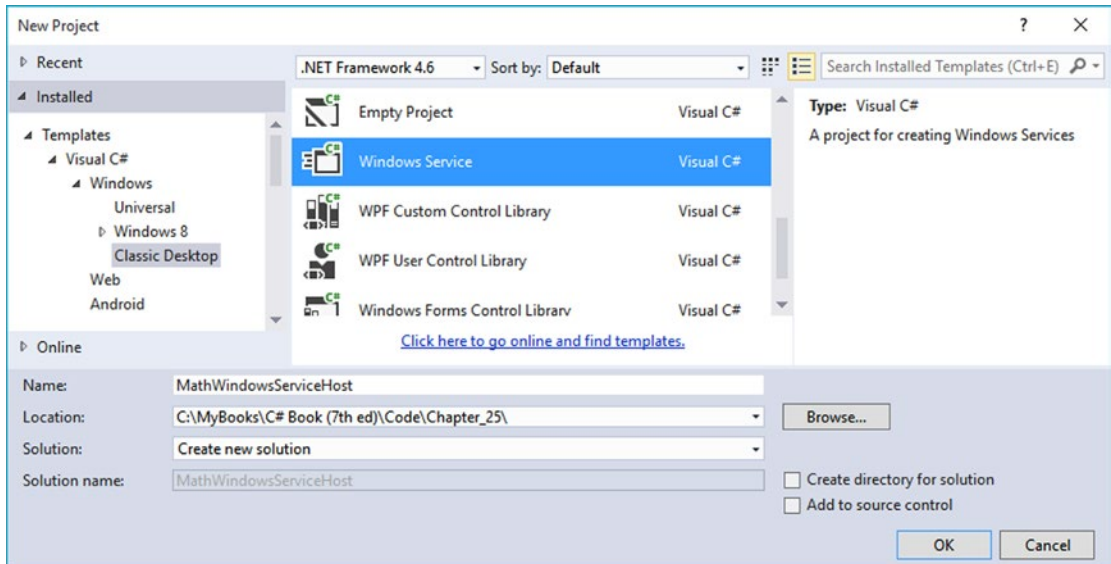 New Project
?
Recent
.NET Framework 4.6
Sort by: Default
Search Installed Templates (Ctrl+E)
Installed
Templates
Visual C#
Windows
Universal
Windows 8
Classic Desktop
Web
Android
Online
Empty Project Visual C#
Windows Service Visual C#
WPF Custom Control Library Visual C#
WPF User Control Library Visual C#
Windows Forms Control Library Visual C#
Click here to go online and find templates.
Type: Visual C#
A project for creating Windows Services
Name: MathWindowsServiceHost
Location: C:\MyBooks\C# Book (7th ed)\Code\Chapter_25\
Browse...
Solution: Create new solution
Solution name: MathWindowsServiceHost
Create directory for solution
Add to source control
OK
Cancel